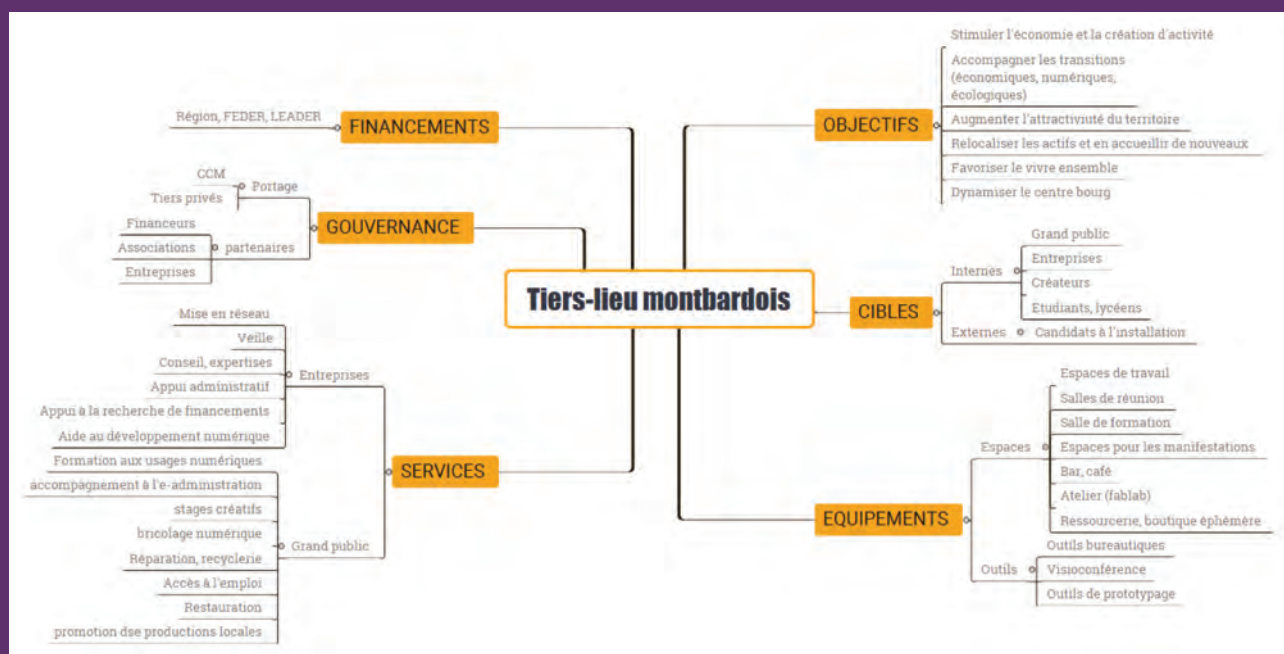 Tiers-lieu montbardois
FINANCEMENTS
Région, FEDER, LEADER
GOUVERNANCE
Portage
CCM
Tiers privés
partenaires
Financeurs
Associations
Entreprises
SERVICES
Entreprises
Mise en réseau
Veille
Conseil, expertises
Appui administratif
Appui à la recherche de financements
Aide au développement numérique
Grand public
Formation aux usages numériques
accompagnement à l'e-administration
stages créatifs
bricolage numérique
Réparation, recyclerie
Accès à l'emploi
Restauration
promotion dse productions locales
OBJECTIFS
Stimuler l'économie et la création d'activité
Accompagner les transitions
(économiques, numériques,
écologiques)
Augmenter l'attractiviuté du territoire
Relocaliser les actifs et en accueillir de nouveaux
Favoriser le vivre ensemble
Dynamiser le centre bourg
CIBLES
Internes
Grand public
Entreprises
Créateurs
Etudiants, lycéens
Externes
Candidats à l'installation
EQUIPEMENTS
Espaces
Espaces de travail
Salles de réunion
Salle de formation
Espaces pour les manifestations
Bar, café
Atelier (fablab)
Ressourcerie, boutique éphémère
Outils
Outils bureautiques
Visioconférence
Outils de prototypage